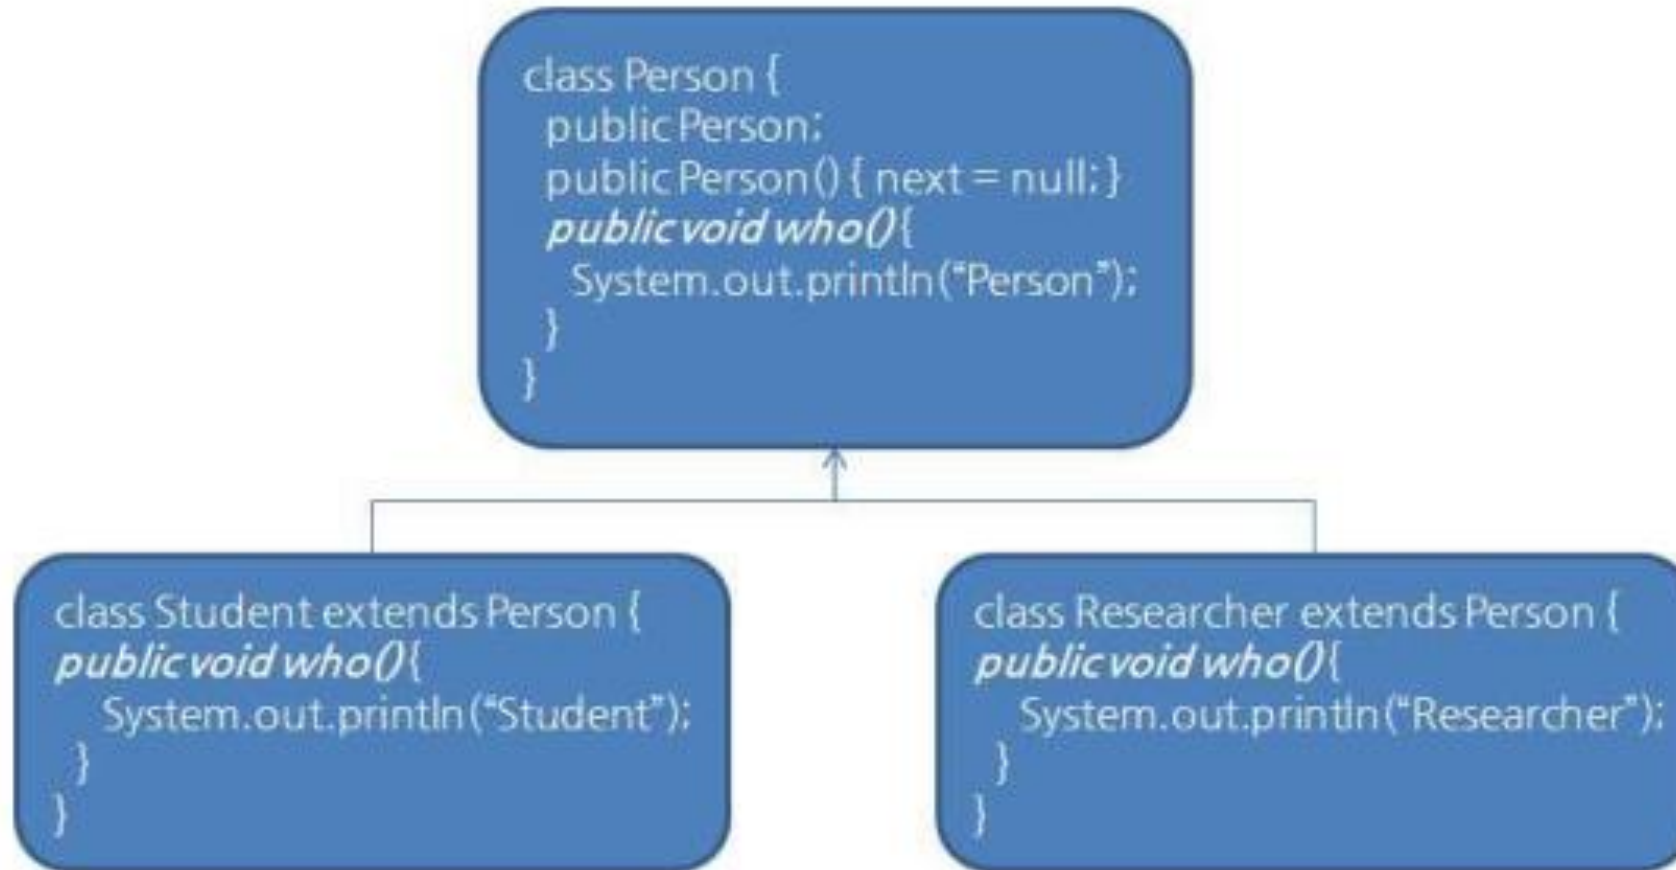 class Person {
public Person;
public Person() { next = null; }
public void who(){
System.out.println(“Person”);
}
}
class Student extends Person {
public void who(){
System.out.println(“Student”);
}
}
class Researcher extends Person {
public void who(){
System.out.println(“Researcher”);
}
}